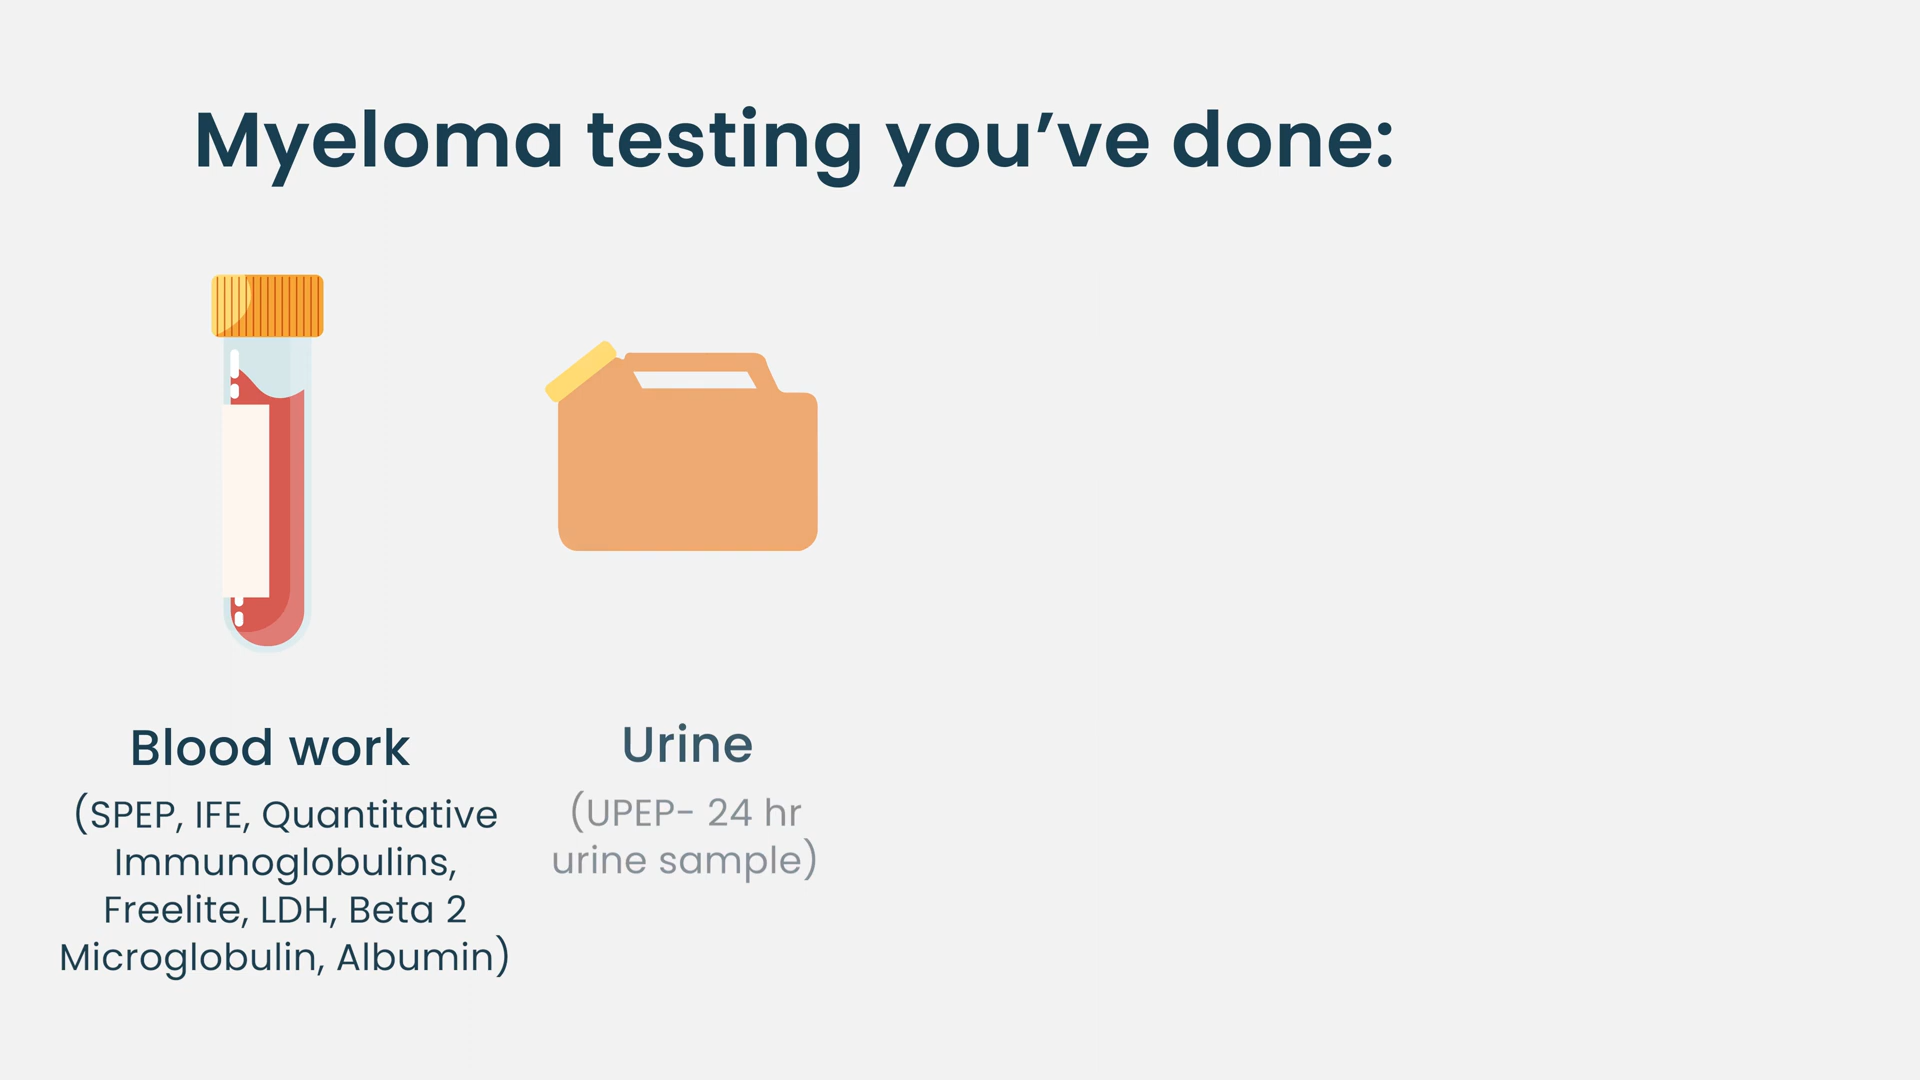 Myeloma testing you’ve done:
Blood work
(SPEP, IFE, Quantitative
Immunoglobulins,
Freelite, LDH, Beta 2
Microglobulin, Albumin)
Urine
(UPEP- 24 hr
urine sample)